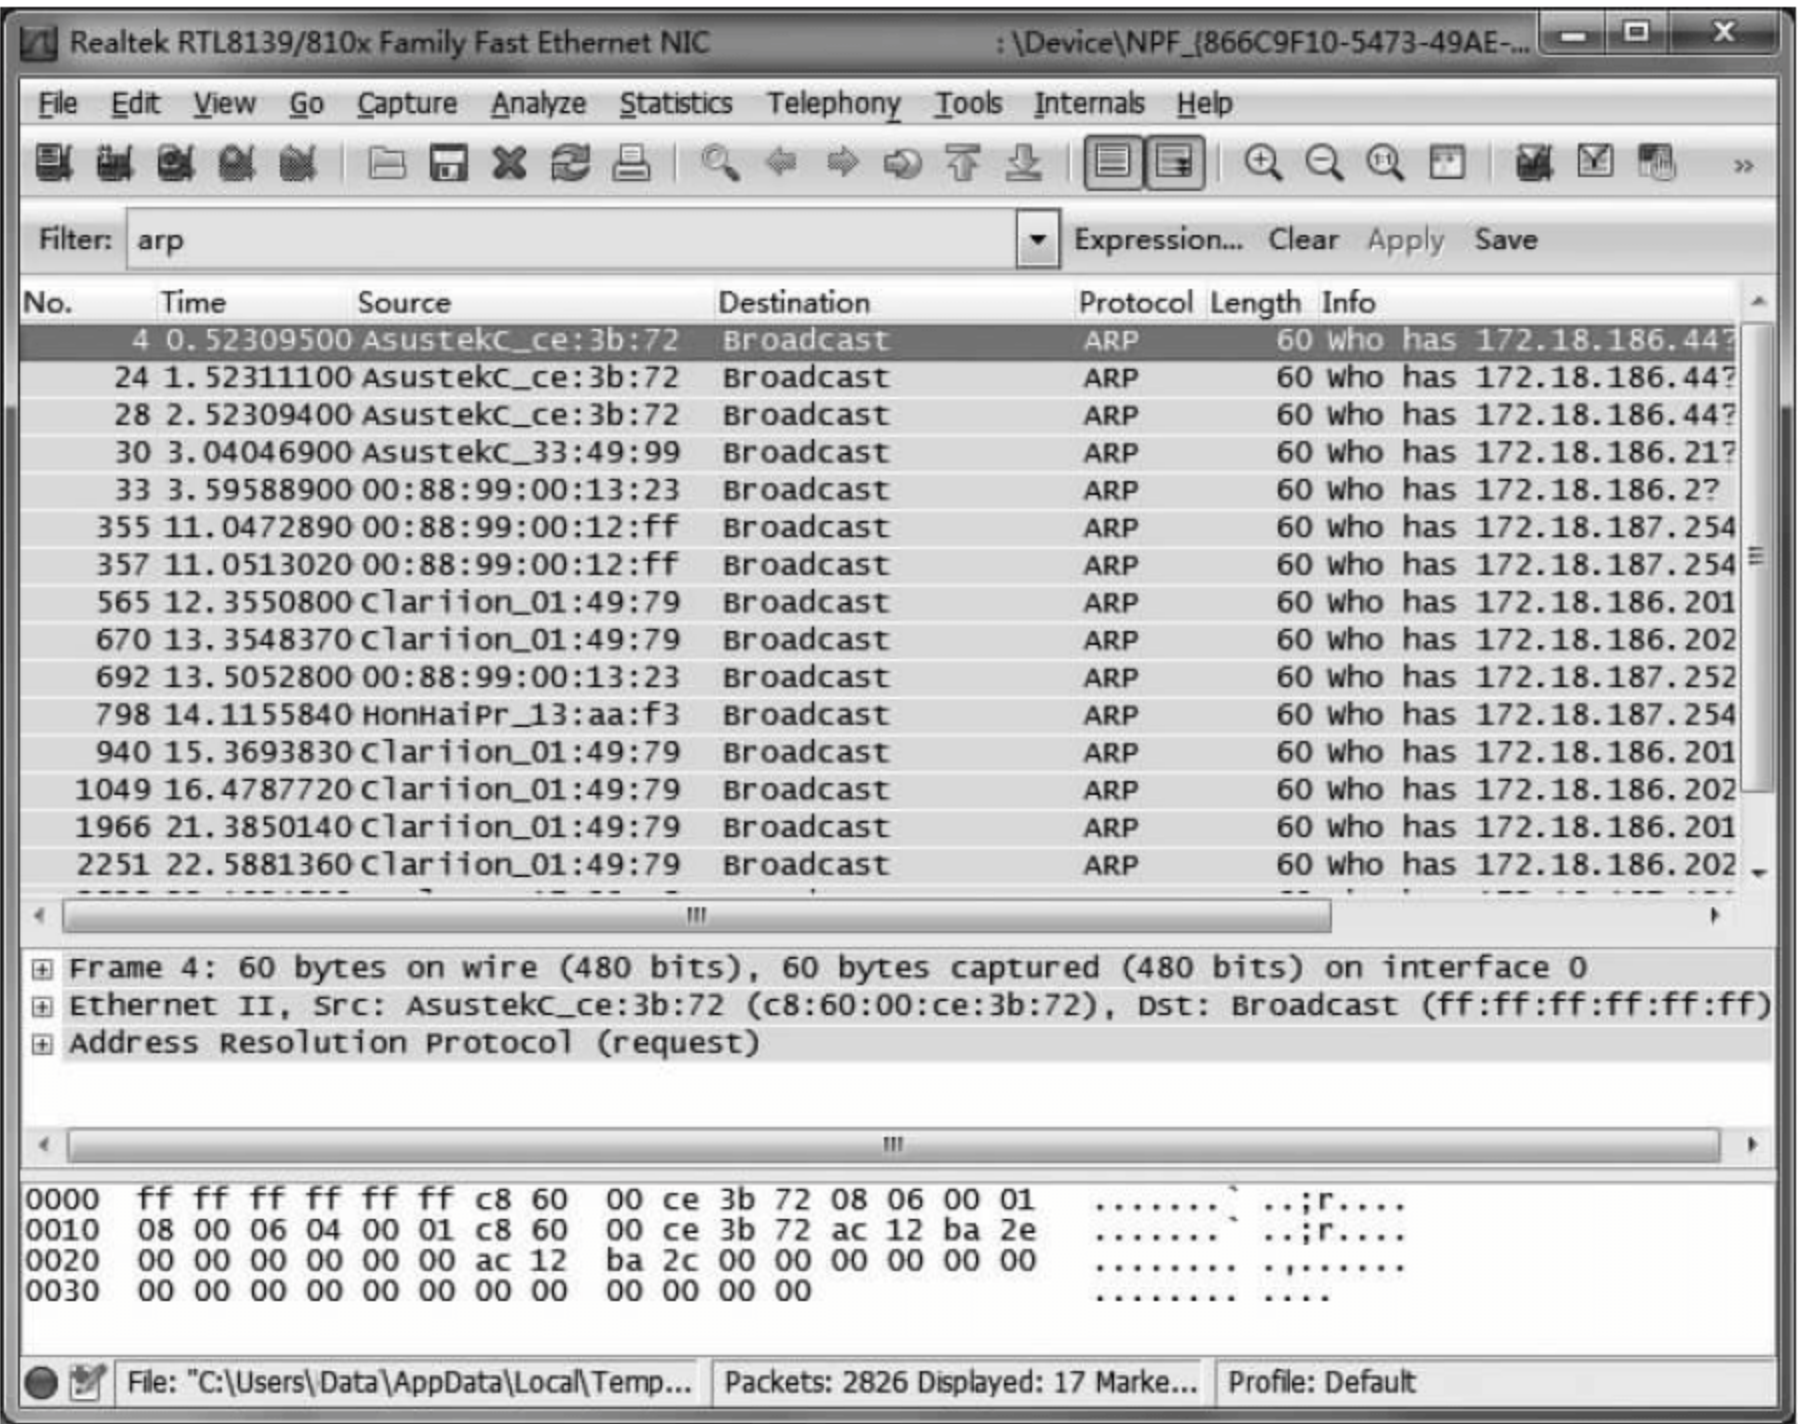 Realtek RTL8139/810x Family Fast Ethernet NIC : \Device\NPF_{866C9F10-5473-49AE-...
File Edit View Go Capture Analyze Statistics Telephony Tools Internals Help
Filter: arp Expression... Clear Apply Save
No. Time Source Destination Protocol Length Info
4 0.52309500 AsustekC_ce:3b:72 Broadcast ARP 60 Who has 172.18.186.44?
24 1.52311100 AsustekC_ce:3b:72 Broadcast ARP 60 Who has 172.18.186.44?
28 2.52309400 AsustekC_ce:3b:72 Broadcast ARP 60 Who has 172.18.186.44?
30 3.04046900 AsustekC_33:49:99 Broadcast ARP 60 Who has 172.18.186.21?
33 3.59588900 00:88:99:00:13:23 Broadcast ARP 60 Who has 172.18.186.2?
355 11.0472890 00:88:99:00:12:ff Broadcast ARP 60 Who has 172.18.187.254
357 11.0513020 00:88:99:00:12:ff Broadcast ARP 60 Who has 172.18.187.254
565 12.3550800 Clariion_01:49:79 Broadcast ARP 60 Who has 172.18.186.201
670 13.3548370 Clariion_01:49:79 Broadcast ARP 60 Who has 172.18.186.202
692 13.5052800 00:88:99:00:13:23 Broadcast ARP 60 Who has 172.18.187.252
798 14.1155840 HonHaiPr_13:aa:f3 Broadcast ARP 60 Who has 172.18.187.254
940 15.3693830 Clariion_01:49:79 Broadcast ARP 60 Who has 172.18.186.201
1049 16.4787720 Clariion_01:49:79 Broadcast ARP 60 Who has 172.18.186.202
1966 21.3850140 Clariion_01:49:79 Broadcast ARP 60 Who has 172.18.186.201
2251 22.5881360 Clariion_01:49:79 Broadcast ARP 60 Who has 172.18.186.202
Frame 4: 60 bytes on wire (480 bits), 60 bytes captured (480 bits) on interface 0
Ethernet II, Src: AsustekC_ce:3b:72 (c8:60:00:ce:3b:72), Dst: Broadcast (ff:ff:ff:ff:ff:ff)
Address Resolution Protocol (request)
0000 ff ff ff ff ff ff c8 60 00 ce 3b 72 08 06 00 01 .......` ..;r....
0010 08 00 06 04 00 01 c8 60 00 ce 3b 72 ac 12 ba 2e .......` ..;r....
0020 00 00 00 00 00 00 ac 12 ba 2c 00 00 00 00 00 00 ........ .,......
0030 00 00 00 00 00 00 00 00 00 00 00 00 ........ ....
File: "C:\Users\Data\AppData\Local\Temp... Packets: 2826 Displayed: 17 Marke... Profile: Default